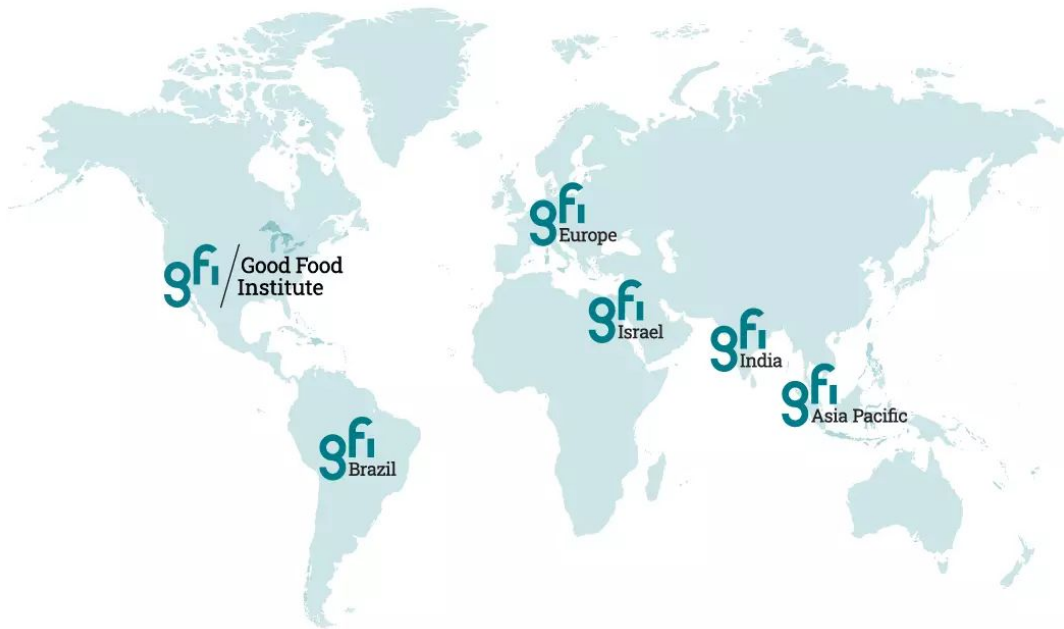 gfi Europe
gfi / Good Food
Institute
gfi Israel
gfi India
gfi Asia Pacific
gfi Brazil